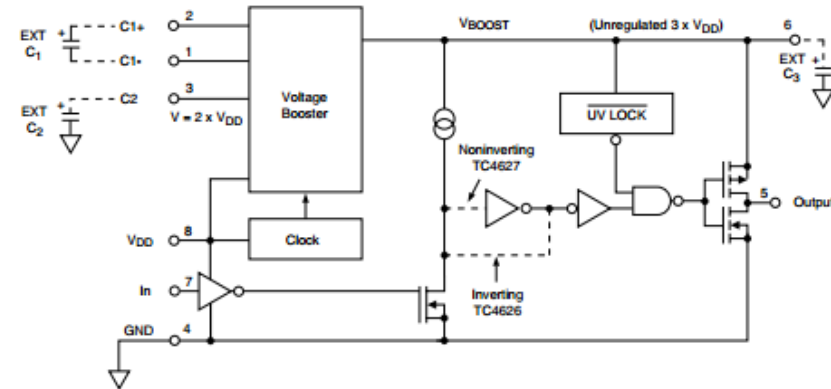 VBOOST (Unregulated 3 x VDD) 6
EXT C1 + C1+ 2
C1- 1
EXT C2 + C2 3
V = 2 x VDD
Voltage
Booster
EXT C3 +
UV LOCK
Noninverting
TC4627
5 Output
VDD 8
Clock
In 7
Inverting
TC4626
GND 4